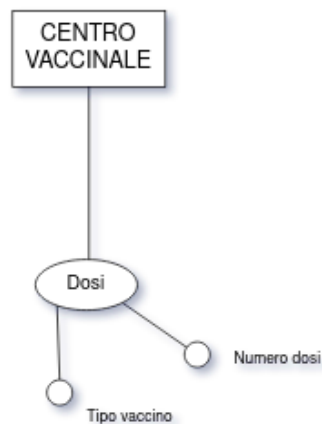 CENTRO
VACCINALE
Dosi
Numero dosi
Tipo vaccino